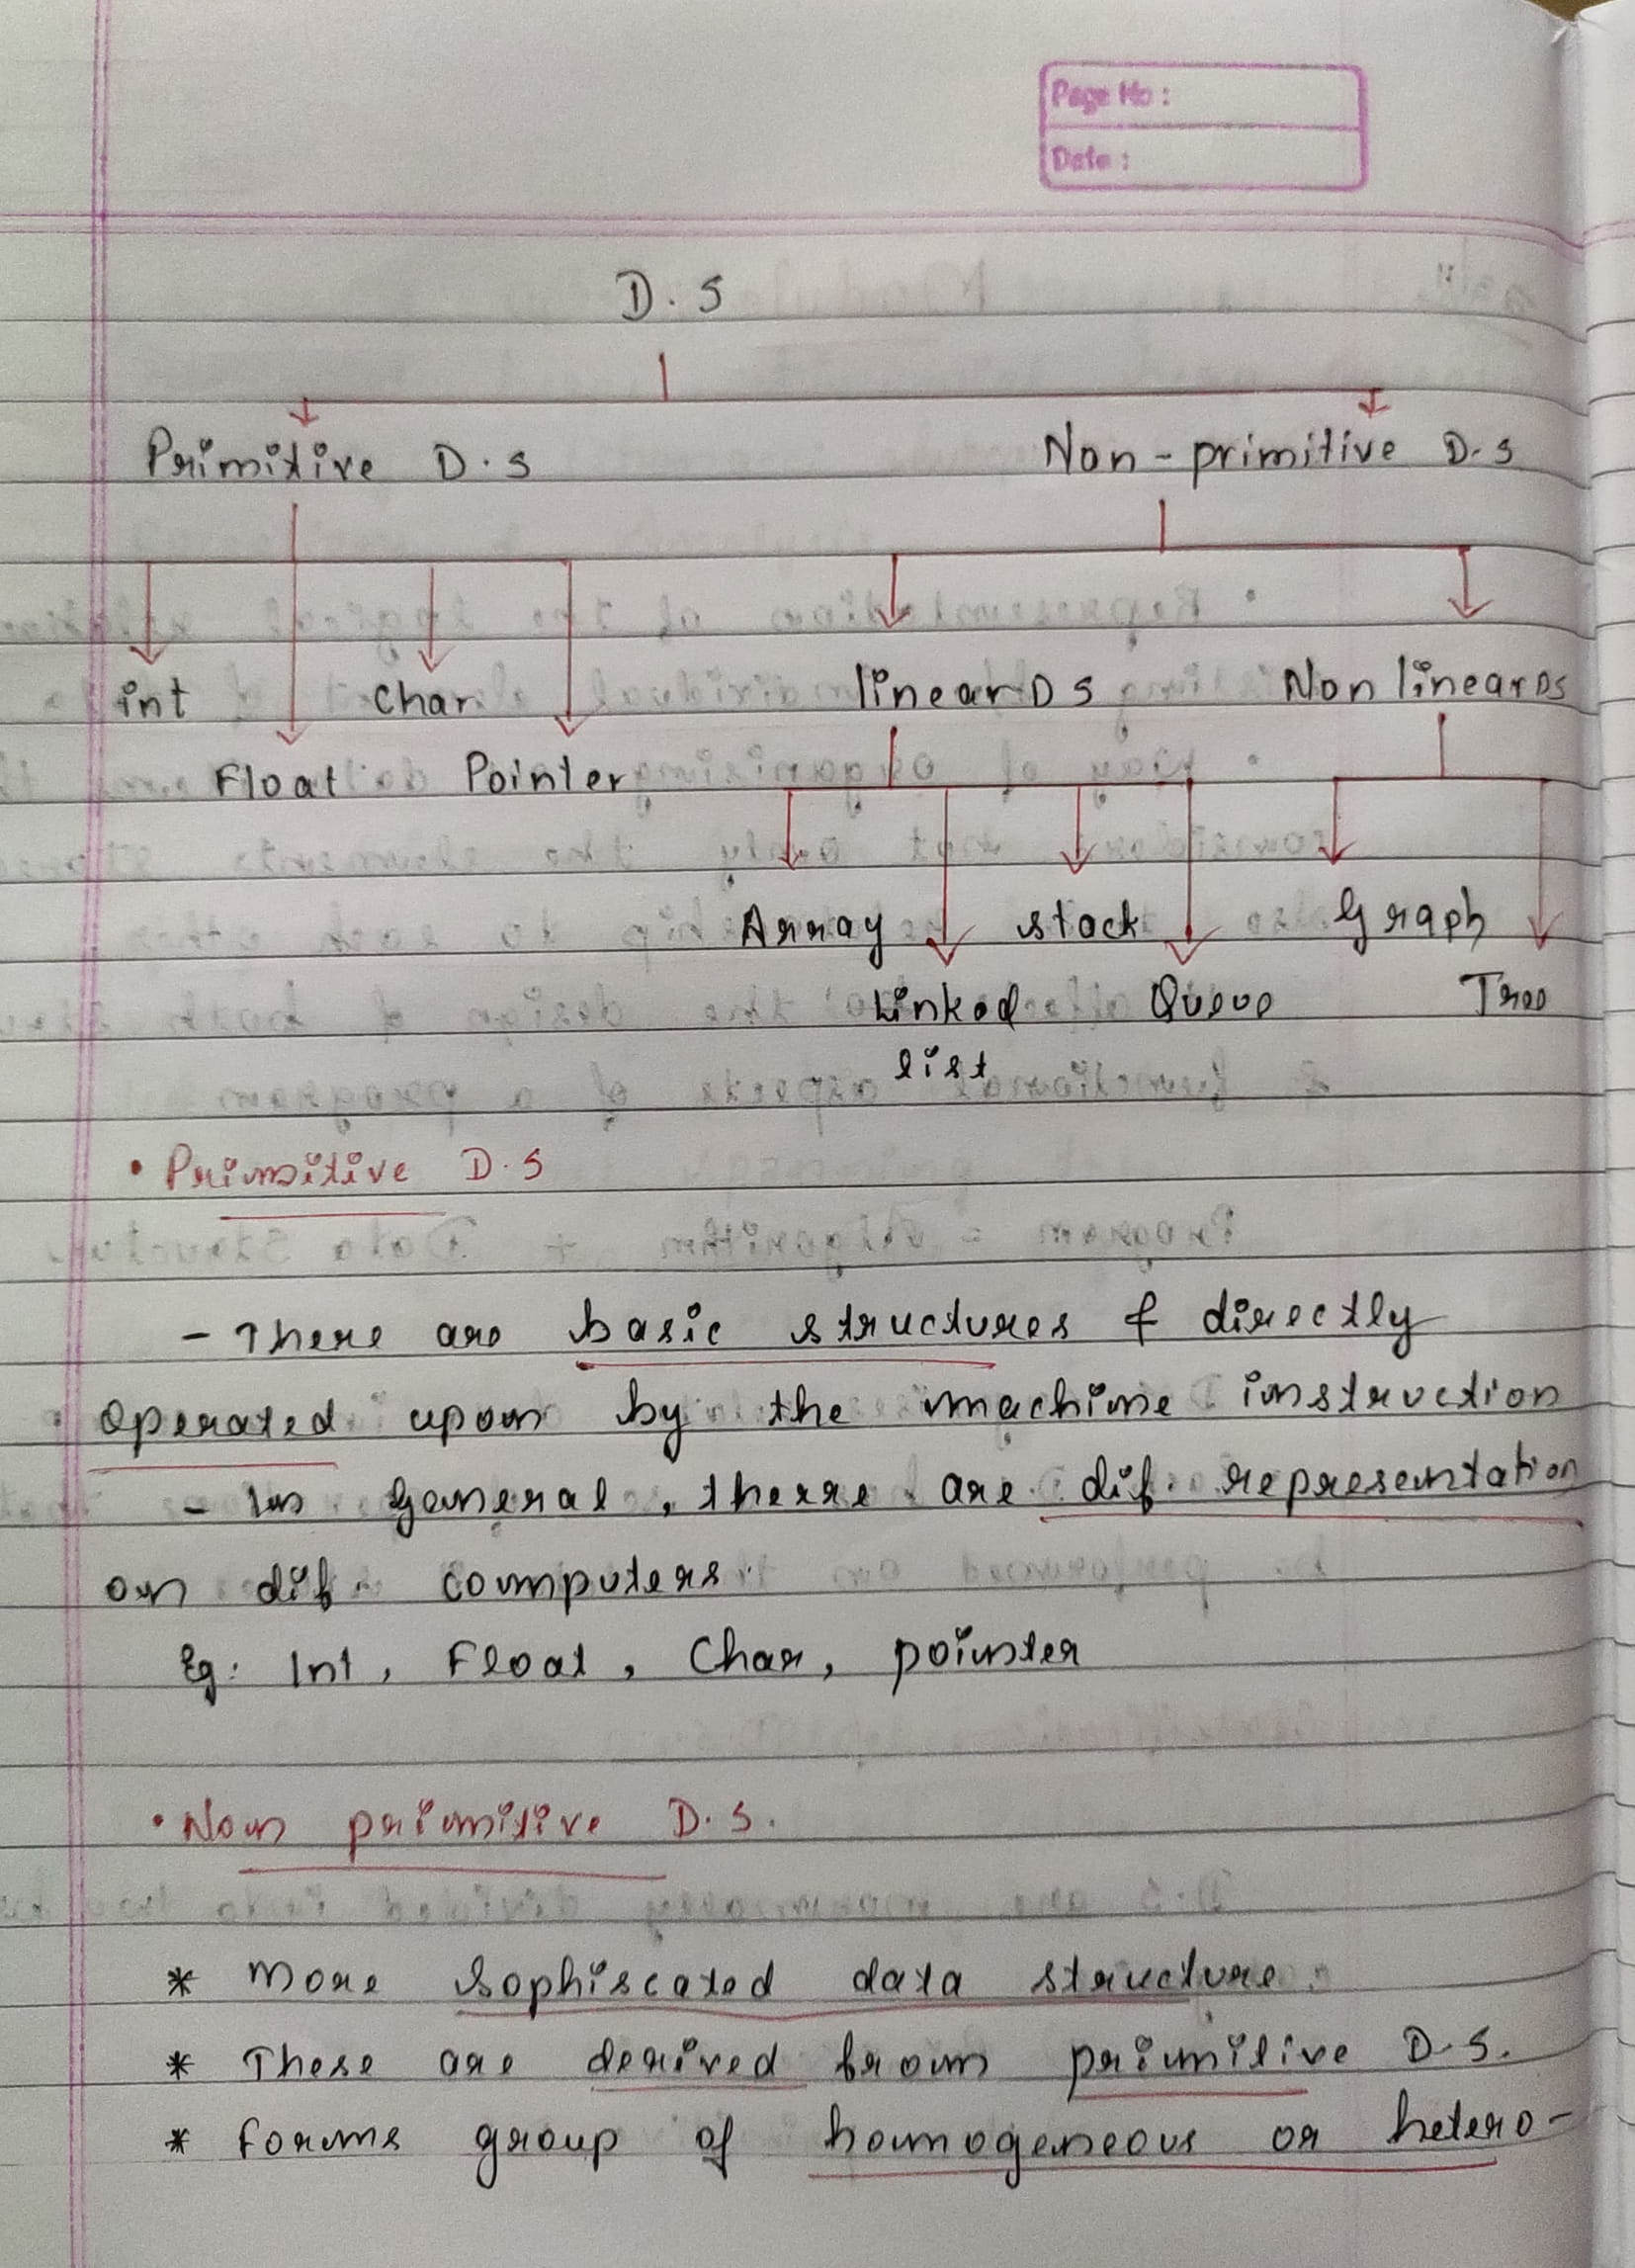 Page No :
Date :
D. S
Primitive D. S
Non - primitive D. S
int
Char
linear D S
Non linear DS
Float
Pointer
Array
stack
Graph
Linked
Queue
Tree
list
• Primitive D. S
- There are basic structures & directly
operated upon by the machine instruction
- In general, therre are dif. representation
on dif. computers.
Eg: Int, Float, Char, pointer
• Non primitive D. S.
* More sophiscated data structure.
* These are derived from primitive D. S.
* Forms group of homogeneous or hetero-